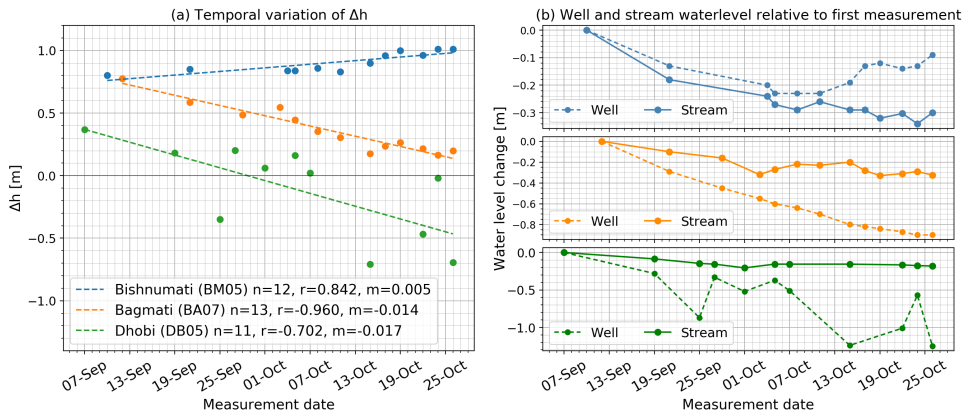 (a) Temporal variation of Δh
Δh [m]
1.0
0.5
0.0
−0.5
−1.0
Bishnumati (BM05) n=12, r=0.842, m=0.005
Bagmati (BA07) n=13, r=-0.960, m=-0.014
Dhobi (DB05) n=11, r=-0.702, m=-0.017
07-Sep 13-Sep 19-Sep 25-Sep 01-Oct 07-Oct 13-Oct 19-Oct 25-Oct
Measurement date
(b) Well and stream waterlevel relative to first measurement
Water level change [m]
0.0
−0.1
−0.2
−0.3
Well Stream
0.0
−0.2
−0.4
−0.6
−0.8
Well Stream
0.0
−0.5
−1.0
Well Stream
07-Sep 13-Sep 19-Sep 25-Sep 01-Oct 07-Oct 13-Oct 19-Oct 25-Oct
Measurement date